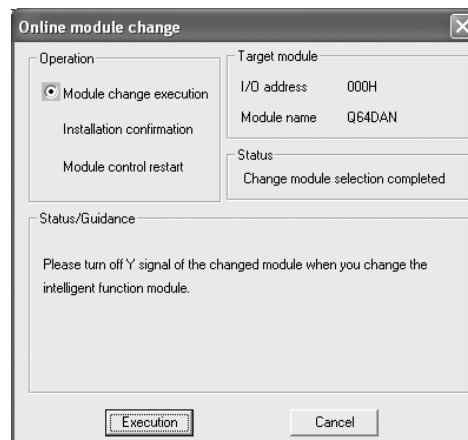 Online module change
Operation
Module change execution
Installation confirmation
Module control restart
Target module
I/O address 000H
Module name Q64DAN
Status
Change module selection completed
Status/Guidance
Please turn off Y signal of the changed module when you change the
intelligent function module.
Execution Cancel